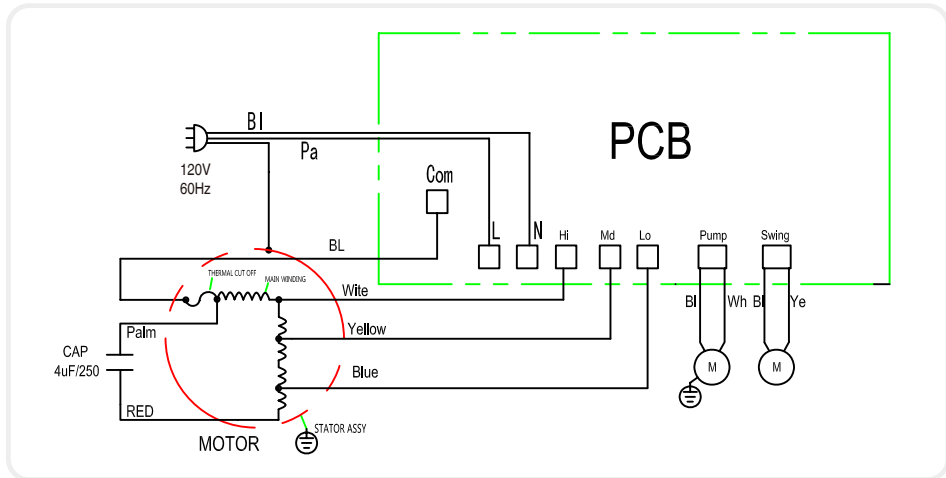 Bl
Pa
120V
60Hz
PCB
Com
L
N
Hi
Md
Lo
Pump
Swing
BL
THERMAL CUT OFF
MAIN WINDING
Wite
Bl
Wh
Bl
Ye
Palm
Yellow
CAP
4uF/250
Blue
M
M
RED
MOTOR
STATOR ASSY